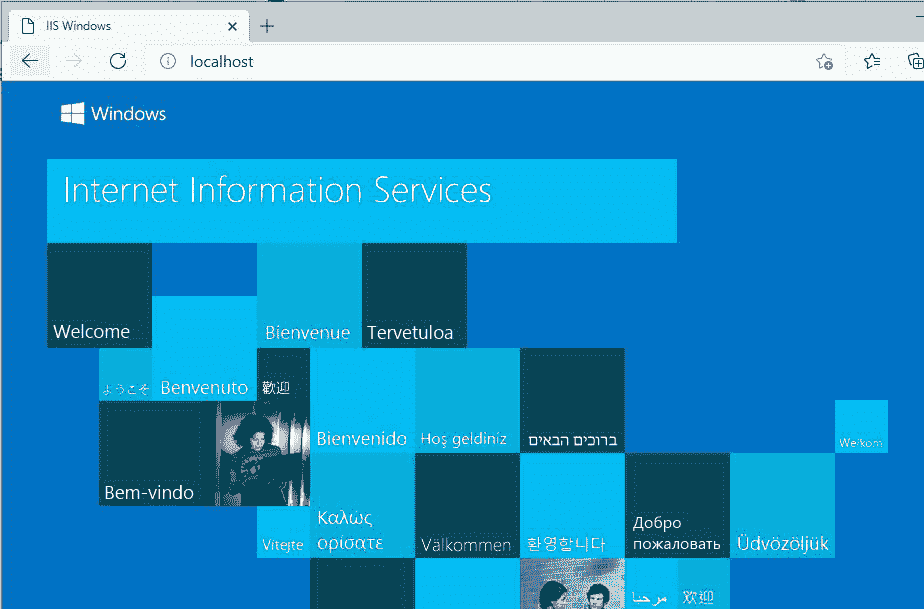 IIS Windows
localhost
Windows
Internet Information Services
Welcome
Bienvenue
Tervetuloa
ようこそ
Benvenuto
歡迎
Bienvenido
Hoş geldiniz
ברוכים הבאים
Welkom
Bem-vindo
Vítejte
Καλώς
ορίσατε
Välkommen
환영합니다
Добро
пожаловать
Üdvözöljük
مرحبا
欢迎